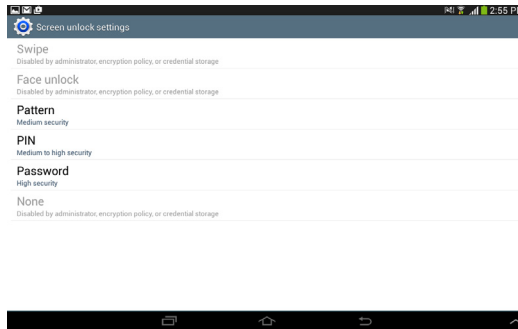 2:55 P
Screen unlock settings
Swipe
Disabled by administrator, encryption policy, or credential storage
Face unlock
Disabled by administrator, encryption policy, or credential storage
Pattern
Medium security
PIN
Medium to high security
Password
High security
None
Disabled by administrator, encryption policy, or credential storage